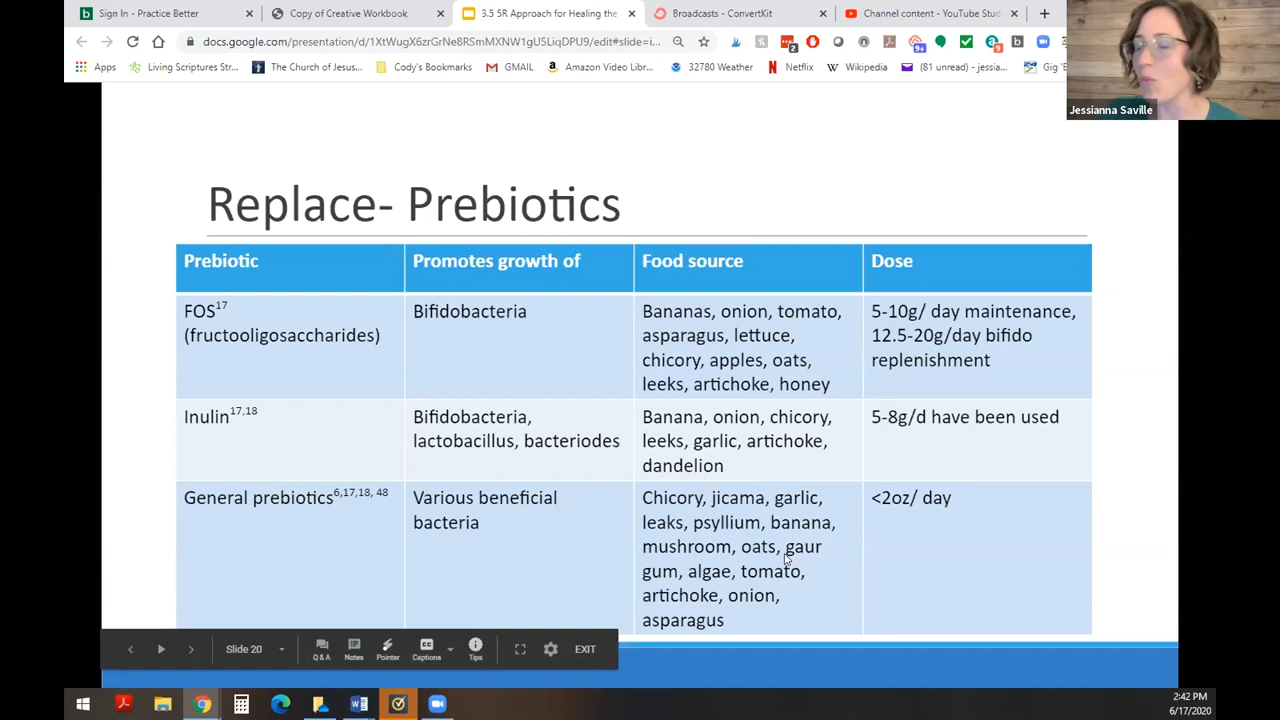 Sign In - Practice Better
Copy of Creative Workbook
3.5 5R Approach for Healing the
Broadcasts - ConvertKit
Channel content - YouTube Stud
docs.google.com/presentation/d/1XtWugX6zrGrNe8RSmMXNW1gU5LiqDPU9/edit#slide=i...
Apps
Living Scriptures Str...
The Church of Jesus...
Cody's Bookmarks
GMAIL
Amazon Video Libr...
32780 Weather
Netflix
Wikipedia
(81 unread) - jessia...
Gig 'E
Jessianna Saville
Replace- Prebiotics
Prebiotic
Promotes growth of
Food source
Dose
FOS17
(fructooligosaccharides)
Bifidobacteria
Bananas, onion, tomato,
asparagus, lettuce,
chicory, apples, oats,
leeks, artichoke, honey
5-10g/ day maintenance,
12.5-20g/day bifido
replenishment
Inulin17,18
Bifidobacteria,
lactobacillus, bacteriodes
Banana, onion, chicory,
leeks, garlic, artichoke,
dandelion
5-8g/d have been used
General prebiotics6,17,18, 48
Various beneficial
bacteria
Chicory, jicama, garlic,
leaks, psyllium, banana,
mushroom, oats, gaur
gum, algae, tomato,
artichoke, onion,
asparagus
<2oz/ day
Slide 20
Q & A
Notes
Pointer
Captions
Tips
EXIT
2:42 PM
6/17/2020